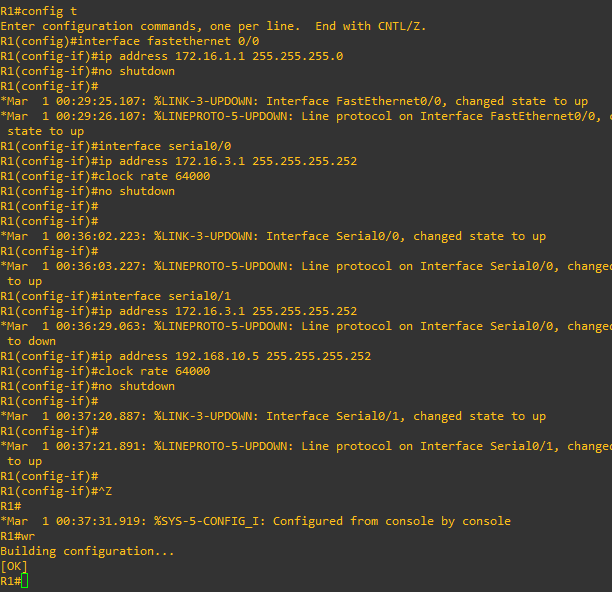 R1#config t
Enter configuration commands, one per line.  End with CNTL/Z.
R1(config)#interface fastethernet 0/0
R1(config-if)#ip address 172.16.1.1 255.255.255.0
R1(config-if)#no shutdown
R1(config-if)#
*Mar  1 00:29:25.107: %LINK-3-UPDOWN: Interface FastEthernet0/0, changed state to up
*Mar  1 00:29:26.107: %LINEPROTO-5-UPDOWN: Line protocol on Interface FastEthernet0/0, c
 state to up
R1(config-if)#interface serial0/0
R1(config-if)#ip address 172.16.3.1 255.255.255.252
R1(config-if)#clock rate 64000
R1(config-if)#no shutdown
R1(config-if)#
R1(config-if)#
*Mar  1 00:36:02.223: %LINK-3-UPDOWN: Interface Serial0/0, changed state to up
R1(config-if)#
*Mar  1 00:36:03.227: %LINEPROTO-5-UPDOWN: Line protocol on Interface Serial0/0, changed
 to up
R1(config-if)#interface serial0/1
R1(config-if)#ip address 172.16.3.1 255.255.255.252
*Mar  1 00:36:29.063: %LINEPROTO-5-UPDOWN: Line protocol on Interface Serial0/0, changed
 to down
R1(config-if)#ip address 192.168.10.5 255.255.255.252
R1(config-if)#clock rate 64000
R1(config-if)#no shutdown
R1(config-if)#
*Mar  1 00:37:20.887: %LINK-3-UPDOWN: Interface Serial0/1, changed state to up
R1(config-if)#
*Mar  1 00:37:21.891: %LINEPROTO-5-UPDOWN: Line protocol on Interface Serial0/1, changed
 to up
R1(config-if)#
R1(config-if)#^Z
R1#
*Mar  1 00:37:31.919: %SYS-5-CONFIG_I: Configured from console by console
R1#wr
Building configuration...
[OK]
R1#